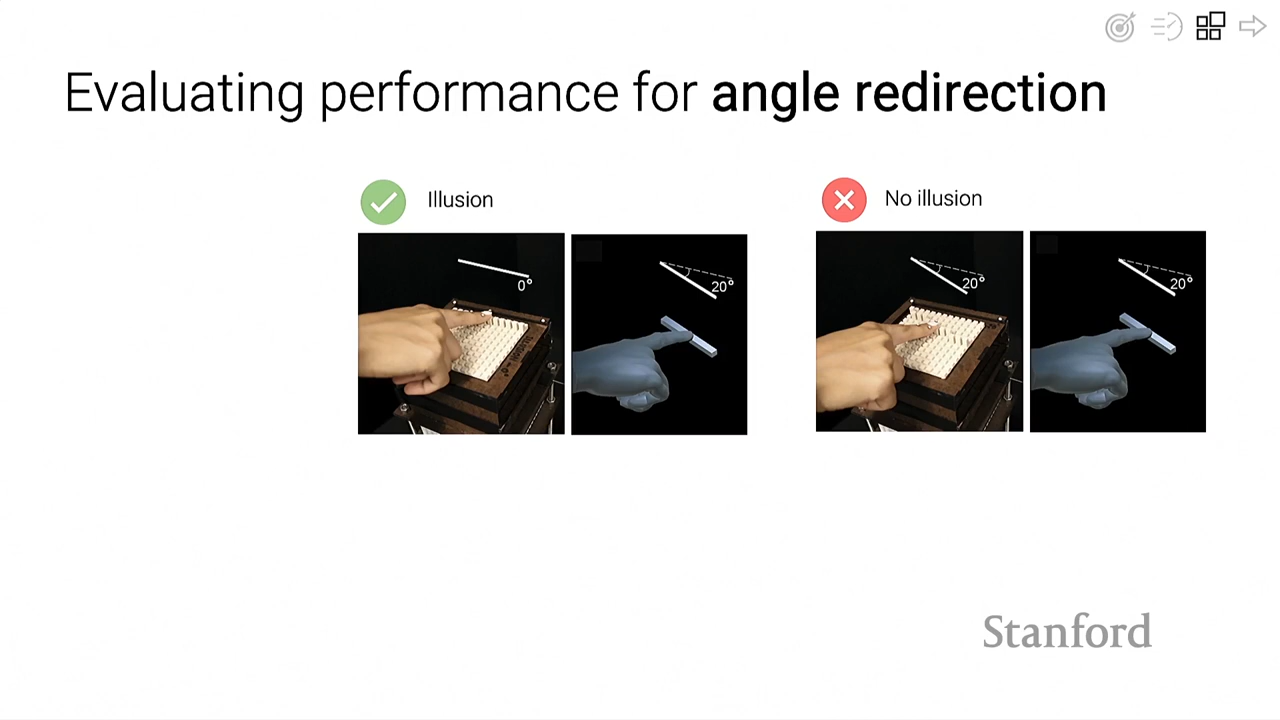 Evaluating performance for angle redirection
Illusion
No illusion
0°
20°
20°
20°
Stanford